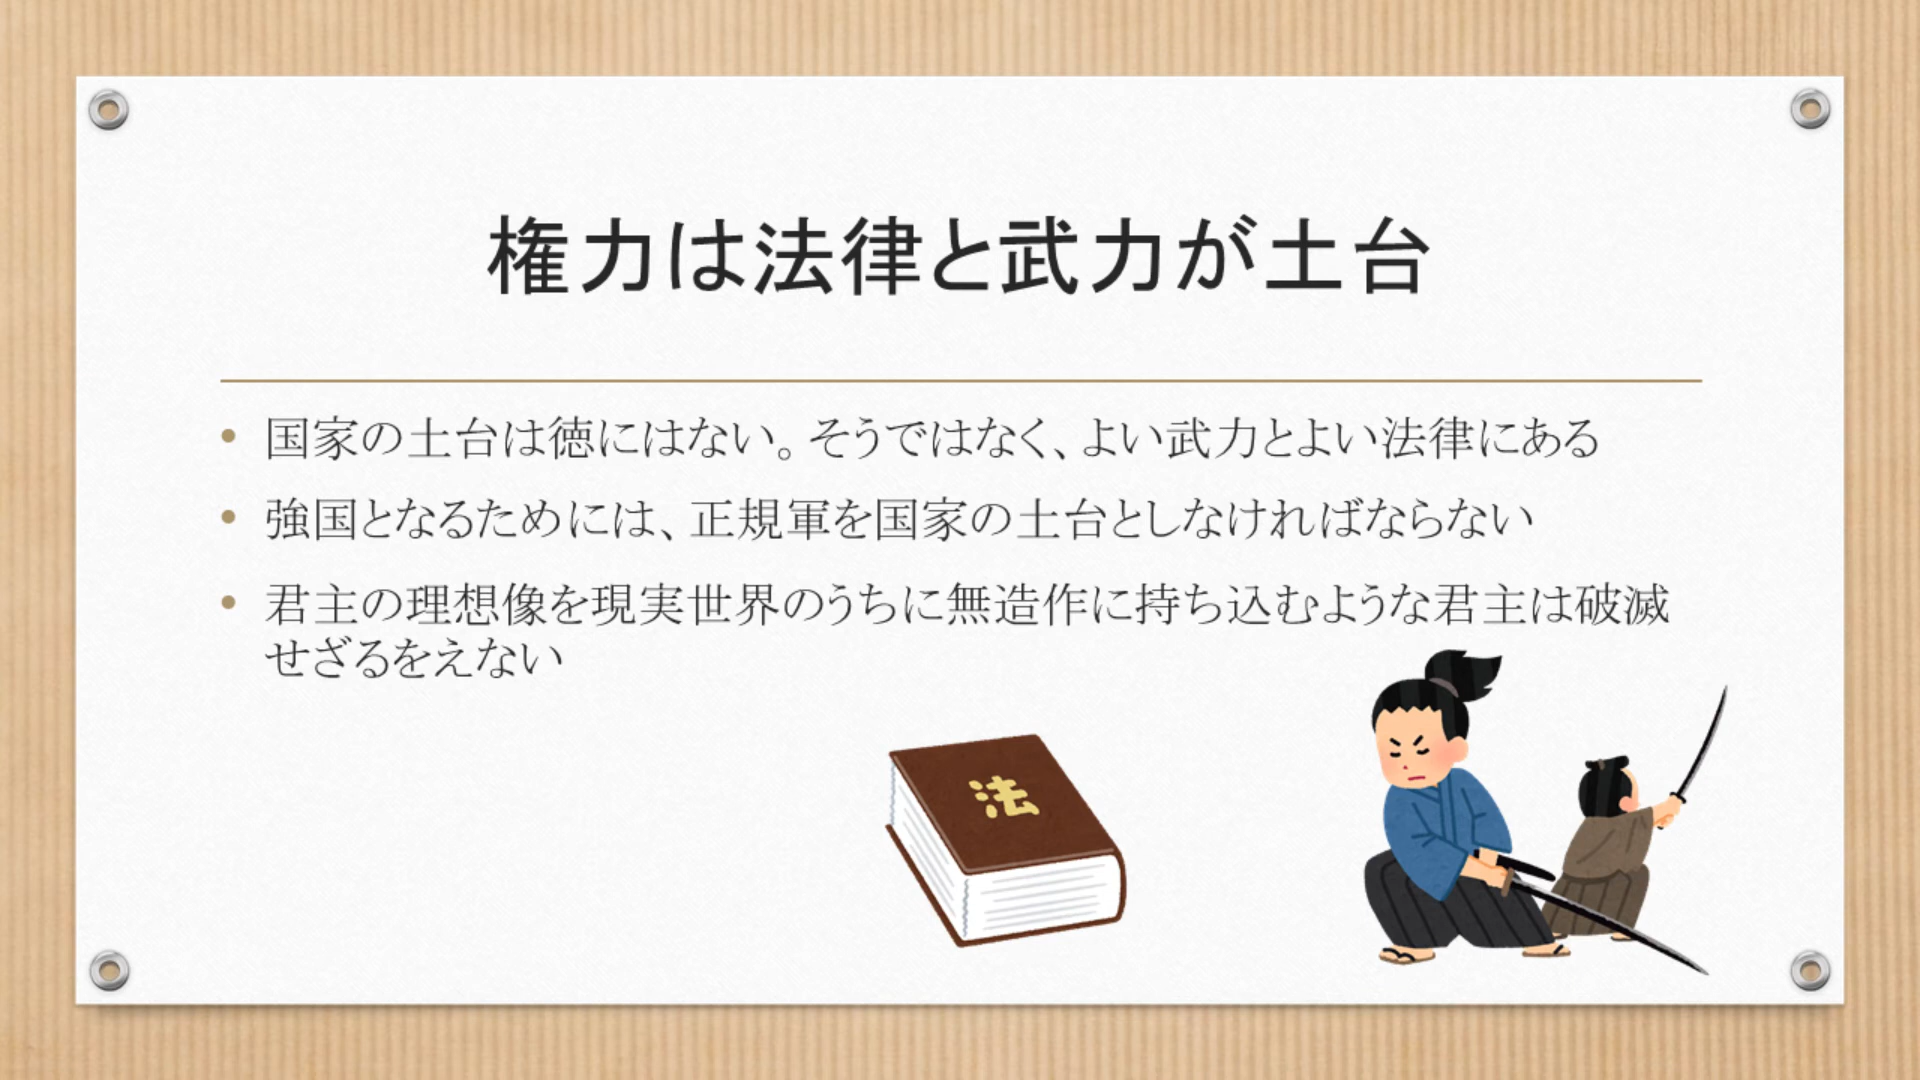 権力は法律と武力が土台
• 国家の土台は徳にはない。そうではなく、よい武力とよい法律にある
• 強国となるためには、正規軍を国家の土台としなければならない
• 君主の理想像を現実世界のうちに無造作に持ち込むような君主は破滅
せざるをえない
法